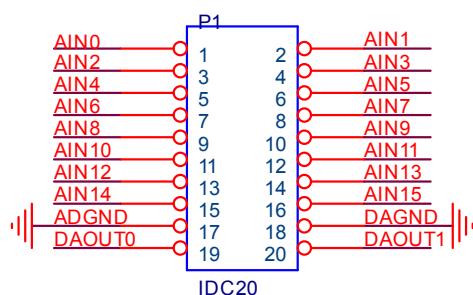 P1
AIN0 1 2 AIN1
AIN2 3 4 AIN3
AIN4 5 6 AIN5
AIN6 7 8 AIN7
AIN8 9 10 AIN9
AIN10 11 12 AIN11
AIN12 13 14 AIN13
AIN14 15 16 AIN15
ADGND 17 18 DAGND
DAOUT0 19 20 DAOUT1
IDC20